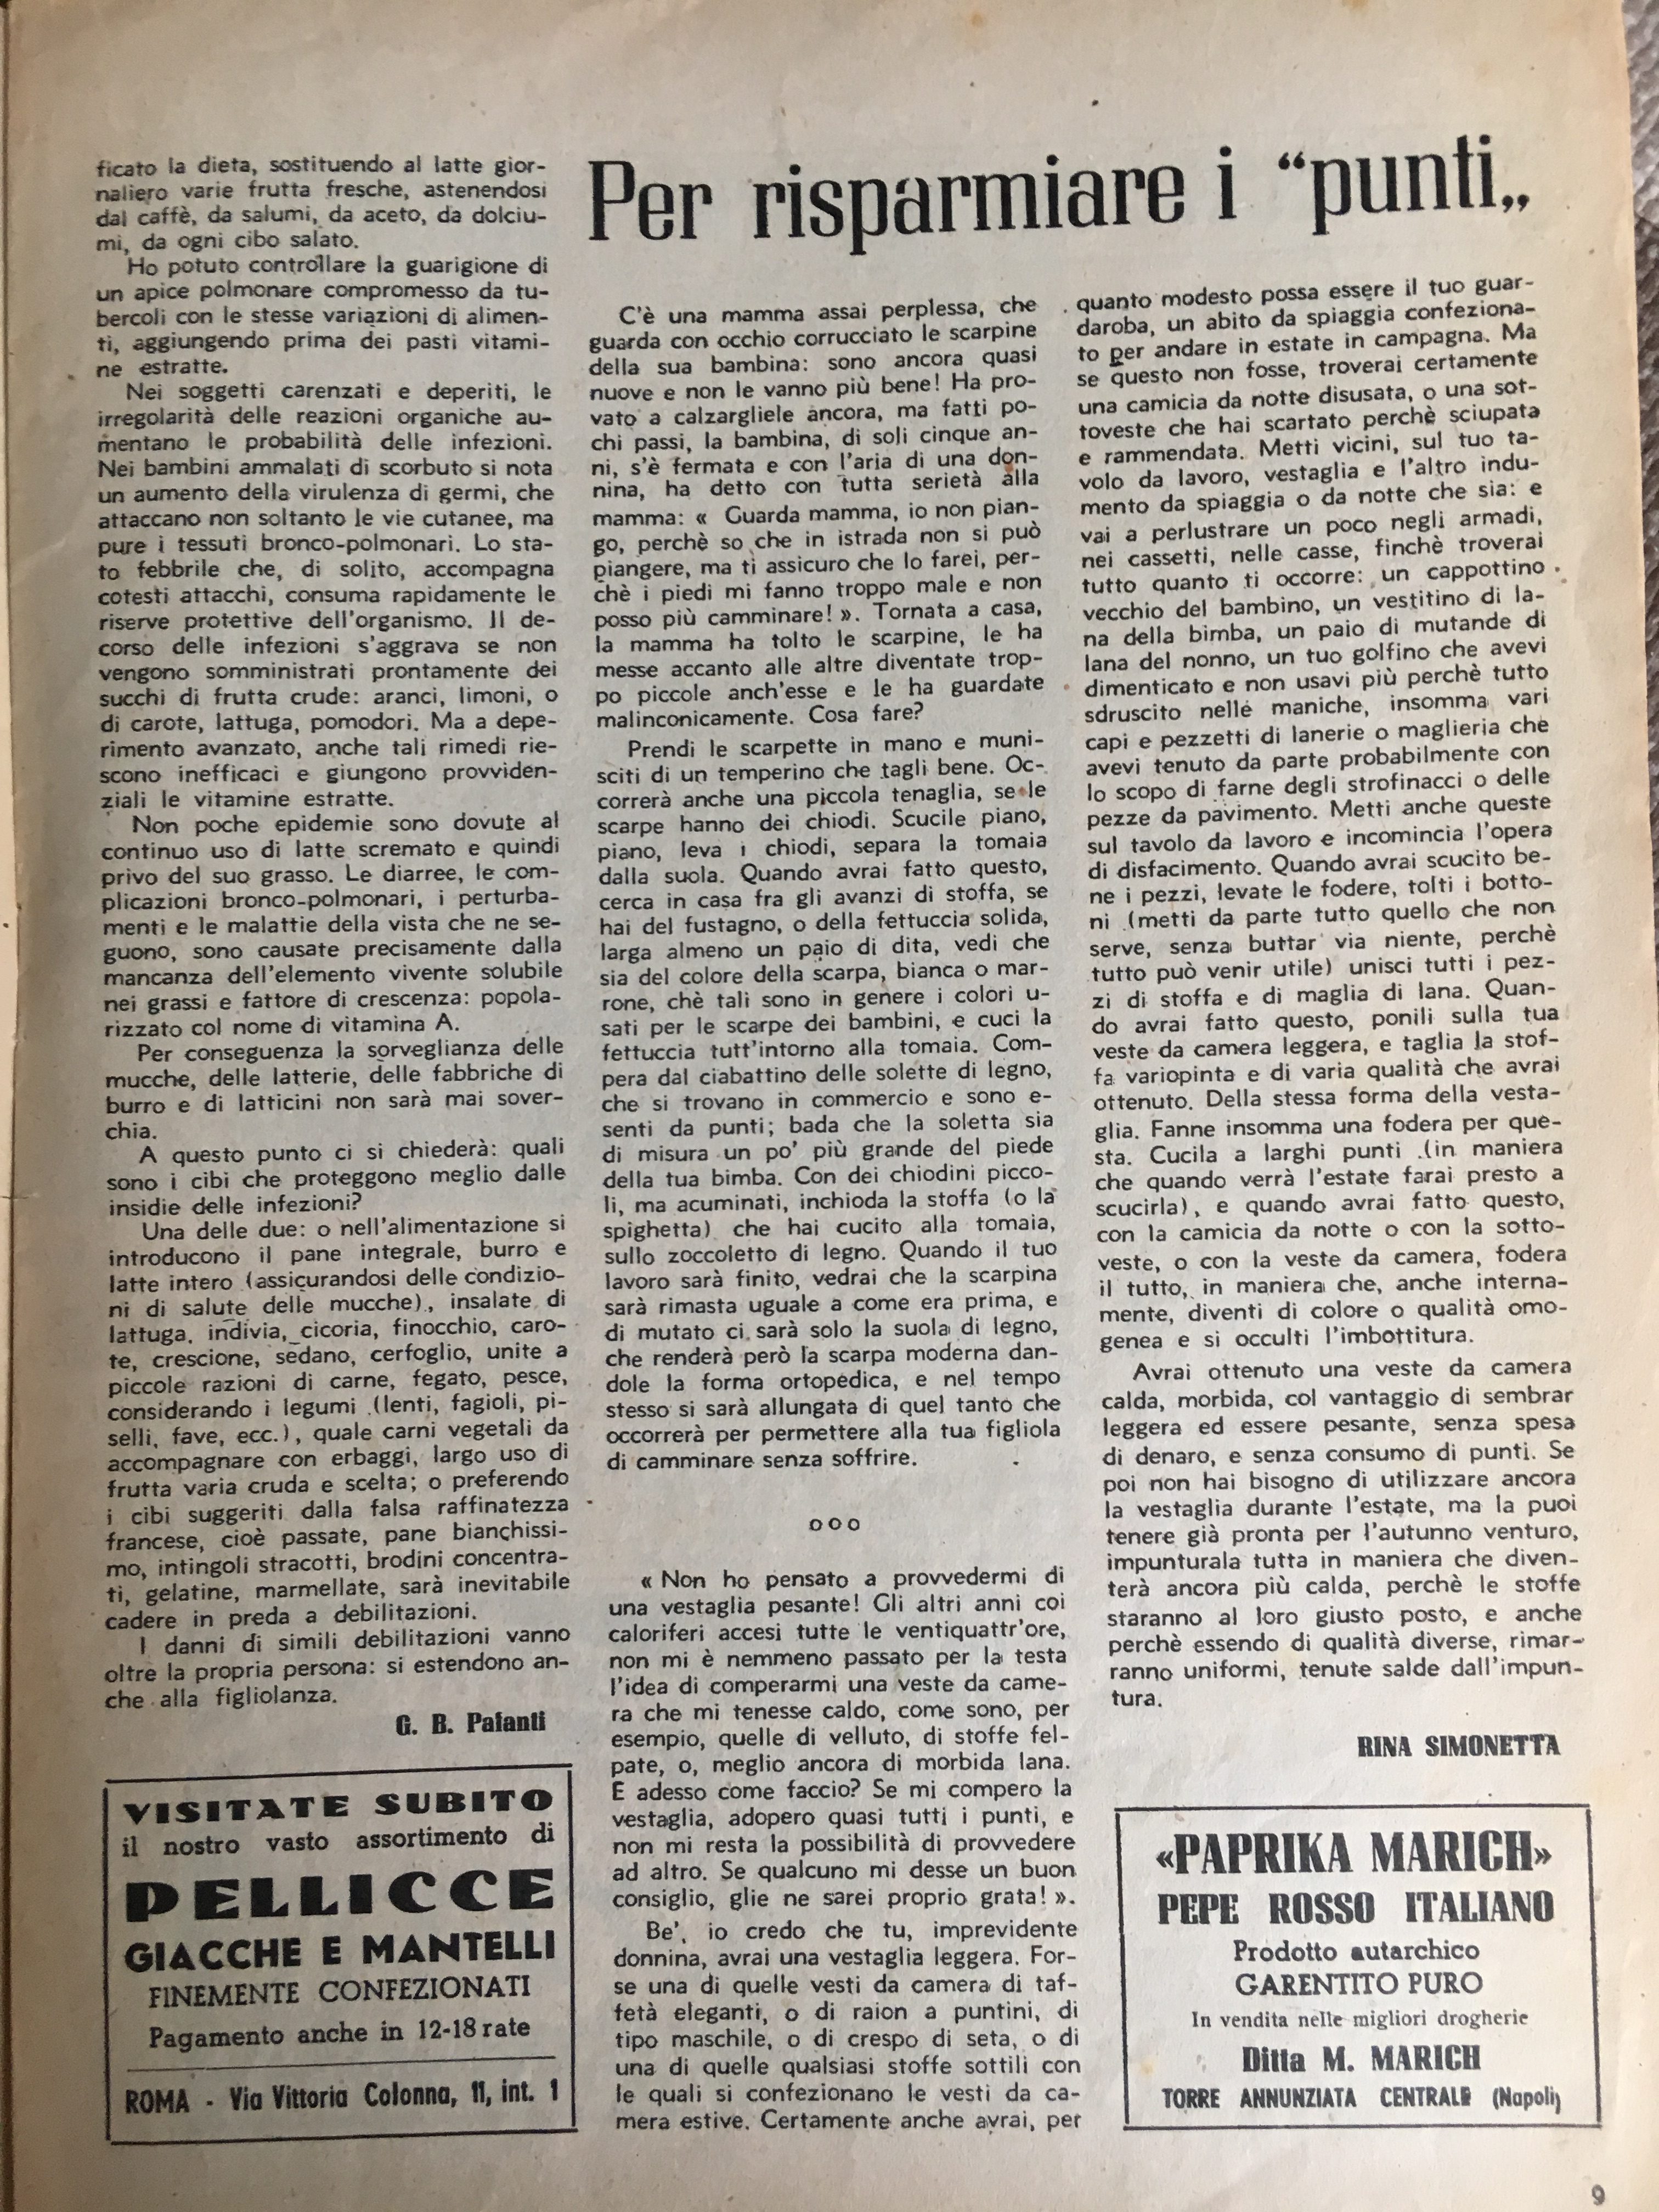 ficato la dieta, sostituendo al latte gior-
naliero varie frutta fresche, astenendosi
dal caffè, da salumi, da aceto, da dolciu-
mi, da ogni cibo salato.
Ho potuto controllare la guarigione di
un apice polmonare compromesso da tu-
bercoli con le stesse variazioni di alimen-
ti, aggiungendo prima dei pasti vitami-
ne estratte.
Nei soggetti carenzati e deperiti, le
irregolarità delle reazioni organiche au-
mentano le probabilità delle infezioni.
Nei bambini ammalati di scorbuto si nota
un aumento della virulenza di germi, che
attaccano non soltanto le vie cutanee, ma
pure i tessuti bronco-polmonari. Lo sta-
to febbrile che, di solito, accompagna
cotesti attacchi, consuma rapidamente le
riserve protettive dell'organismo. Il de-
corso delle infezioni s'aggrava se non
vengono somministrati prontamente dei
succhi di frutta crude: aranci, limoni, o
di carote, lattuga, pomodori. Ma a depe-
rimento avanzato, anche tali rimedi rie-
scono inefficaci e giungono provviden-
ziali le vitamine estratte.
Non poche epidemie sono dovute al
continuo uso di latte scremato e quindi
privo del suo grasso. Le diarree, le com-
plicazioni bronco-polmonari, i perturba-
menti e le malattie della vista che ne se-
guono, sono causate precisamente dalla
mancanza dell'elemento vivente solubile
nei grassi e fattore di crescenza: popola-
rizzato col nome di vitamina A.
Per conseguenza la sorveglianza delle
mucche, delle latterie, delle fabbriche di
burro e di latticini non sarà mai sover-
chia.
A questo punto ci si chiederà: quali
sono i cibi che proteggono meglio dalle
insidie delle infezioni?
Una delle due: o nell'alimentazione si
introducono il pane integrale, burro e
latte intero (assicurandosi delle condizio-
ni di salute delle mucche), insalate di
lattuga, indivia, cicoria, finocchio, caro-
te, crescione, sedano, cerfoglio, unite a
piccole razioni di carne, fegato, pesce,
considerando i legumi (lenti, fagioli, pi-
selli, fave, ecc.), quale carni vegetali da
accompagnare con erbaggi, largo uso di
frutta varia cruda e scelta; o preferendo
i cibi suggeriti dalla falsa raffinatezza
francese, cioè passate, pane bianchissi-
mo, intingoli stracotti, brodini concentra-
ti, gelatine, marmellate, sarà inevitabile
cadere in preda a debilitazioni.
I danni di simili debilitazioni vanno
oltre la propria persona: si estendono an-
che alla figliolanza.
G. B. Pafanti
VISITATE SUBITO
il nostro vasto assortimento di
PELLICCE
GIACCHE E MANTELLI
FINEMENTE CONFEZIONATI
Pagamento anche in 12-18 rate
ROMA - Via Vittoria Colonna, 11, int. 1
Per risparmiare i “punti„
C'è una mamma assai perplessa, che
guarda con occhio corrucciato le scarpine
della sua bambina: sono ancora quasi
nuove e non le vanno più bene! Ha pro-
vato a calzargliele ancora, ma fatti po-
chi passi, la bambina, di soli cinque an-
ni, s'è fermata e con l'aria di una don-
nina, ha detto con tutta serietà alla
mamma: « Guarda mamma, io non pian-
go, perchè so che in istrada non si può
piangere, ma ti assicuro che lo farei, per-
chè i piedi mi fanno troppo male e non
posso più camminare! ». Tornata a casa,
la mamma ha tolto le scarpine, le ha
messe accanto alle altre diventate trop-
po piccole anch'esse e le ha guardate
malinconicamente. Cosa fare?
Prendi le scarpette in mano e muni-
sciti di un temperino che tagli bene. Oc-
correrà anche una piccola tenaglia, se le
scarpe hanno dei chiodi. Scucile piano,
piano, leva i chiodi, separa la tomaia
dalla suola. Quando avrai fatto questo,
cerca in casa fra gli avanzi di stoffa, se
hai del fustagno, o della fettuccia solida,
larga almeno un paio di dita, vedi che
sia del colore della scarpa, bianca o mar-
rone, chè tali sono in genere i colori u-
sati per le scarpe dei bambini, e cuci la
fettuccia tutt'intorno alla tomaia. Com-
pera dal ciabattino delle solette di legno,
che si trovano in commercio e sono e-
senti da punti; bada che la soletta sia
di misura un po' più grande del piede
della tua bimba. Con dei chiodini picco-
li, ma acuminati, inchioda la stoffa (o la
spighetta) che hai cucito alla tomaia,
sullo zoccoletto di legno. Quando il tuo
lavoro sarà finito, vedrai che la scarpina
sarà rimasta uguale a come era prima, e
di mutato ci sarà solo la suola di legno,
che renderà però la scarpa moderna dan-
dole la forma ortopedica, e nel tempo
stesso si sarà allungata di quel tanto che
occorrerà per permettere alla tua figliola
di camminare senza soffrire.
ooo
« Non ho pensato a provvedermi di
una vestaglia pesante! Gli altri anni coi
caloriferi accesi tutte le ventiquattr'ore,
non mi è nemmeno passato per la testa
l'idea di comperarmi una veste da came-
ra che mi tenesse caldo, come sono, per
esempio, quelle di velluto, di stoffe fel-
pate, o, meglio ancora di morbida lana.
E adesso come faccio? Se mi compero la
vestaglia, adopero quasi tutti i punti, e
non mi resta la possibilità di provvedere
ad altro. Se qualcuno mi desse un buon
consiglio, glie ne sarei proprio grata! ».
Be', io credo che tu, imprevidente
donnina, avrai una vestaglia leggera. For-
se una di quelle vesti da camera di taf-
fetà eleganti, o di raion a puntini, di
tipo maschile, o di crespo di seta, o di
una di quelle qualsiasi stoffe sottili con
le quali si confezionano le vesti da ca-
mera estive. Certamente anche avrai, per
quanto modesto possa essere il tuo guar-
daroba, un abito da spiaggia confeziona-
to per andare in estate in campagna. Ma
se questo non fosse, troverai certamente
una camicia da notte disusata, o una sot-
toveste che hai scartato perchè sciupata
e rammendata. Metti vicini, sul tuo ta-
volo da lavoro, vestaglia e l'altro indu-
mento da spiaggia o da notte che sia: e
vai a perlustrare un poco negli armadi,
nei cassetti, nelle casse, finchè troverai
tutto quanto ti occorre: un cappottino
vecchio del bambino, un vestitino di la-
na della bimba, un paio di mutande di
lana del nonno, un tuo golfino che avevi
dimenticato e non usavi più perchè tutto
sdruscito nelle maniche, insomma vari
capi e pezzetti di lanerie o maglieria che
avevi tenuto da parte probabilmente con
lo scopo di farne degli strofinacci o delle
pezze da pavimento. Metti anche queste
sul tavolo da lavoro e incomincia l'opera
di disfacimento. Quando avrai scucito be-
ne i pezzi, levate le fodere, tolti i botto-
ni (metti da parte tutto quello che non
serve, senza buttar via niente, perchè
tutto può venir utile) unisci tutti i pez-
zi di stoffa e di maglia di lana. Quan-
do avrai fatto questo, ponili sulla tua
veste da camera leggera, e taglia la stof-
fa variopinta e di varia qualità che avrai
ottenuto. Della stessa forma della vesta-
glia. Fanne insomma una fodera per que-
sta. Cucila a larghi punti (in maniera
che quando verrà l'estate farai presto a
scucirla), e quando avrai fatto questo,
con la camicia da notte o con la sotto-
veste, o con la veste da camera, fodera
il tutto, in maniera che, anche interna-
mente, diventi di colore o qualità omo-
genea e si occulti l'imbottitura.
Avrai ottenuto una veste da camera
calda, morbida, col vantaggio di sembrar
leggera ed essere pesante, senza spesa
di denaro, e senza consumo di punti. Se
poi non hai bisogno di utilizzare ancora
la vestaglia durante l'estate, ma la puoi
tenere già pronta per l'autunno venturo,
impunturala tutta in maniera che diven-
terà ancora più calda, perchè le stoffe
staranno al loro giusto posto, e anche
perchè essendo di qualità diverse, rimar-
ranno uniformi, tenute salde dall'impun-
tura.
RINA SIMONETTA
«PAPRIKA MARICH»
PEPE ROSSO ITALIANO
Prodotto autarchico
GARENTITO PURO
In vendita nelle migliori drogherie
Ditta M. MARICH
TORRE ANNUNZIATA CENTRALE (Napoli)
9